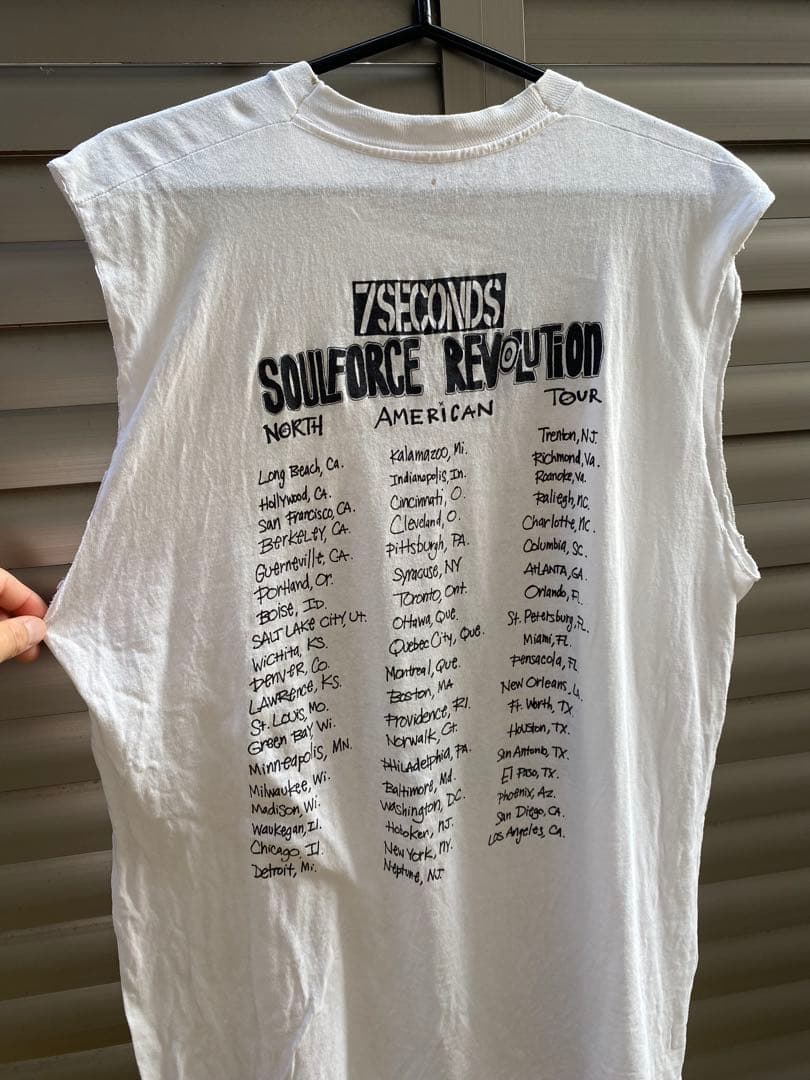 7SECONDS
SOULFORCE REVOLUTION
NORTH AMERICAN TOUR
Long Beach, Ca.
Hollywood, CA.
San Francisco, CA.
Berkeley, CA.
Guerneville, CA.
Portland, Or.
Boise, ID.
Salt Lake City, Ut.
Wichita, KS.
Denver, Co.
Lawrence, KS.
St. Louis, Mo.
Green Bay, Wi.
Minneapolis, MN.
Milwaukee, Wi.
Madison, Wi.
Waukegan, Il.
Chicago, Il.
Detroit, Mi.
Kalamazoo, Mi.
Indianapolis, In.
Cincinnati, O.
Cleveland, O.
Pittsburgh, PA.
Syracuse, NY
Toronto, Ont.
Ottawa, Que.
Quebec City, Que.
Montreal, Que.
Boston, MA
Providence, RI.
Norwalk, Ct.
Philadelphia, PA.
Baltimore, Md.
Washington, DC.
Hoboken, NJ.
New York, NY.
Neptune, NJ
Trenton, NJ.
Richmond, Va.
Roanoke, Va.
Raliegh, NC.
Charlotte, NC.
Columbia, SC.
Atlanta, GA.
Orlando, Fl.
St. Petersburg, FL.
Miami, FL.
Pensacola, Fl
New Orleans, La.
Ft. Worth, TX
Houston, TX.
San Antonio, TX.
El Paso, TX.
Phoenix, Az.
San Diego, CA.
Los Angeles, CA.